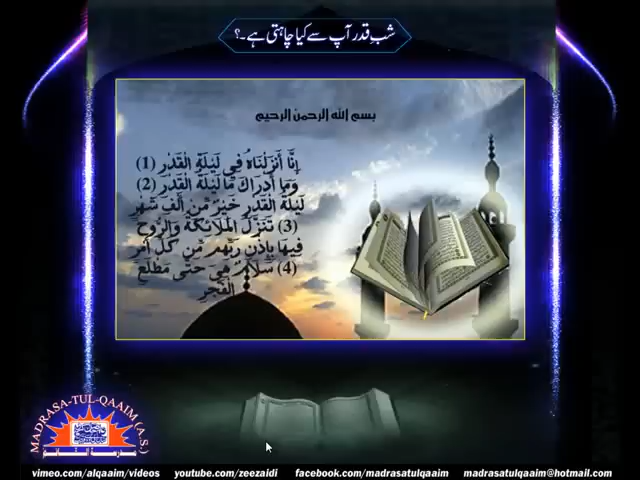 شبِ قدر آپ سے کیا چاہتی ہے۔؟
بسم الله الرحمن الرحيم
إِنَّا أَنْزَلْنَاهُ فِي لَيْلَةِ الْقَدْرِ (1)
وَمَا أَدْرَاكَ مَا لَيْلَةُ الْقَدْرِ (2)
لَيْلَةُ الْقَدْرِ خَيْرٌ مِّنْ أَلْفِ شَهْرٍ
(3) تَنَزَّلُ الْمَلَائِكَةُ وَالرُّوحُ
فِيهَا بِإِذْنِ رَبِّهِم مِّن كُلِّ أَمْرٍ
(4) سَلَامٌ هِيَ حَتَّى مَطْلَعِ
الْفَجْرِ
MADRASA-TUL-QAAIM (A.S)
مدرسة القائم
vimeo.com/alqaaim/videos youtube.com/zeezaidi facebook.com/madrasatulqaaim madrasatulqaaim@hotmail.com